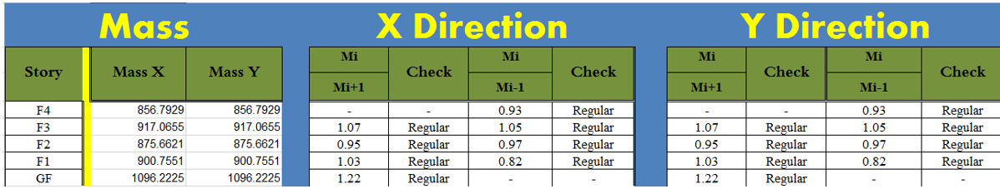 Mass X Direction Y Direction
Story Mass X Mass Y Mi Check Mi Check Mi Check Mi Check
Mi+1 Mi-1 Mi+1 Mi-1
F4 856.7929 856.7929 - - 0.93 Regular - - 0.93 Regular
F3 917.0655 917.0655 1.07 Regular 1.05 Regular 1.07 Regular 1.05 Regular
F2 875.6621 875.6621 0.95 Regular 0.97 Regular 0.95 Regular 0.97 Regular
F1 900.7551 900.7551 1.03 Regular 0.82 Regular 1.03 Regular 0.82 Regular
GF 1096.2225 1096.2225 1.22 Regular - - 1.22 Regular - -